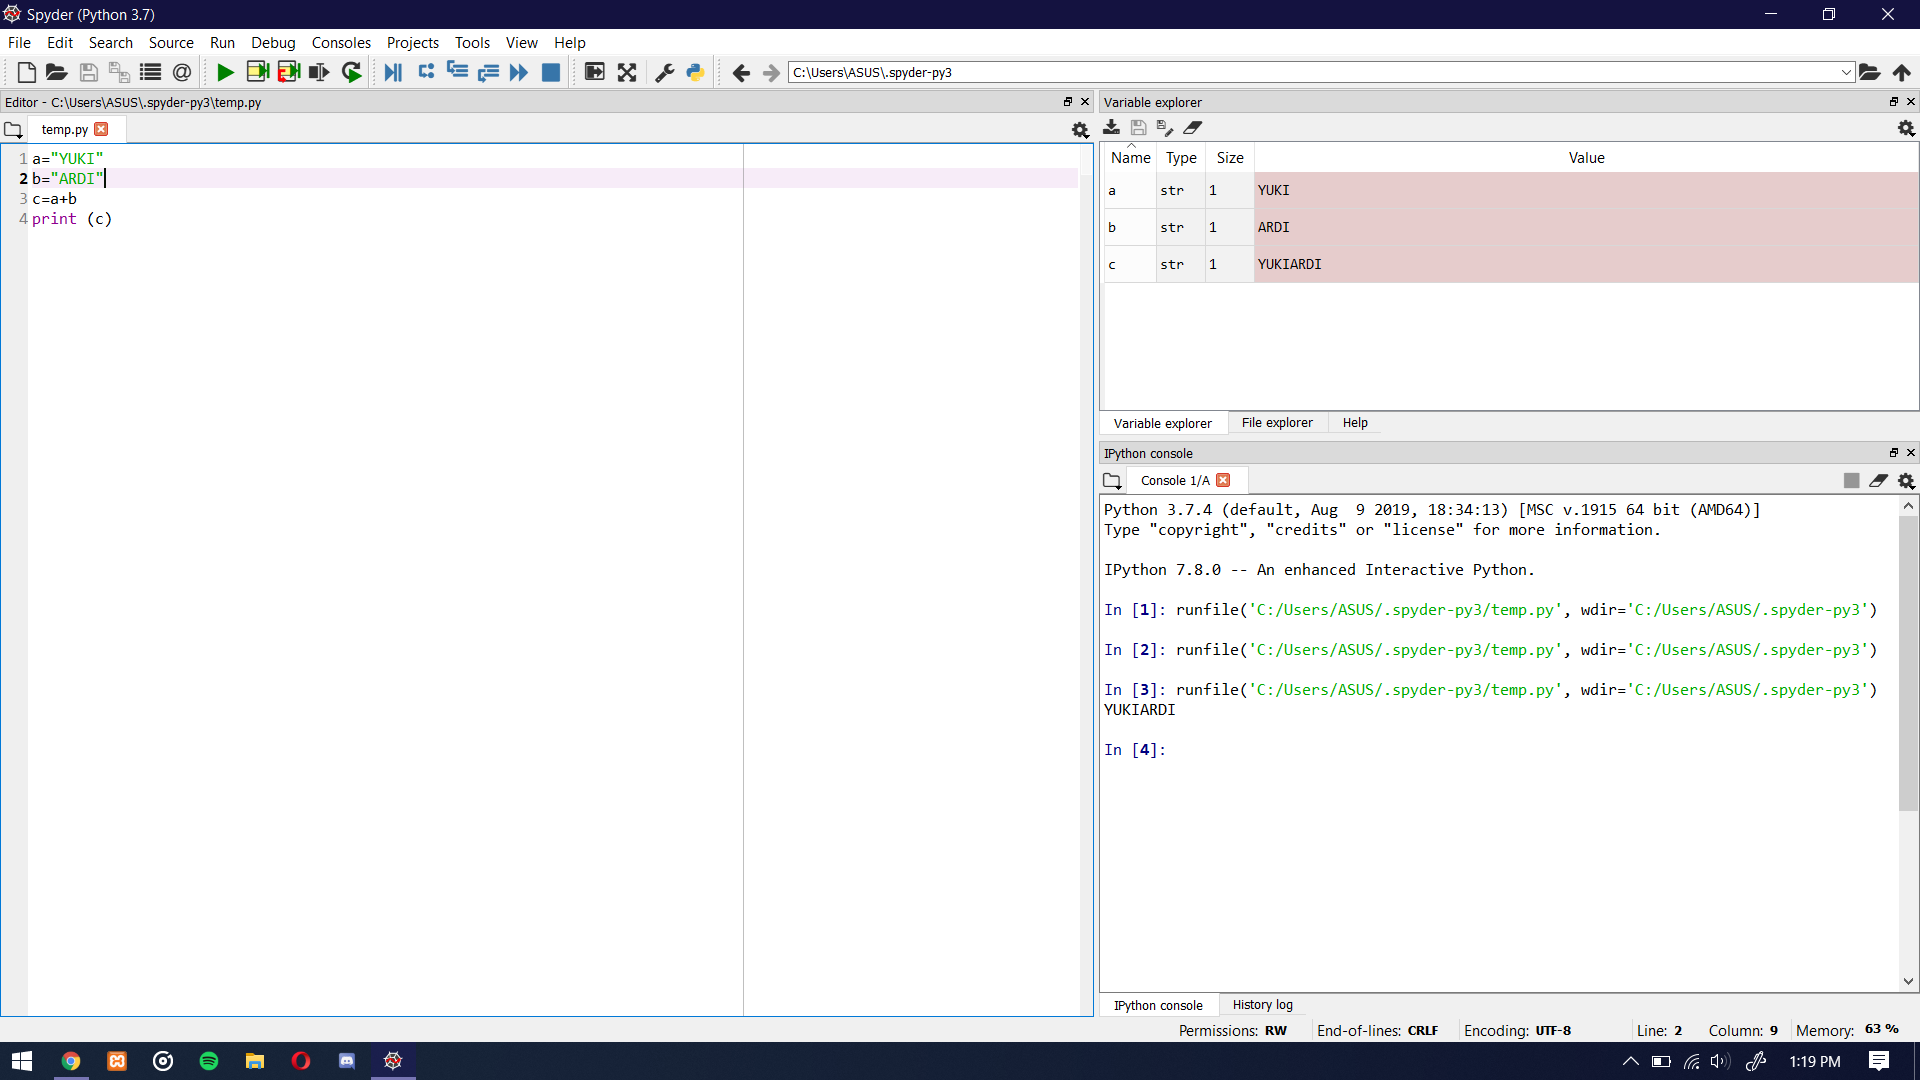 Spyder (Python 3.7)
File Edit Search Source Run Debug Consoles Projects Tools View Help
C:\Users\ASUS\.spyder-py3
Editor - C:\Users\ASUS\.spyder-py3\temp.py
temp.py
1 a="YUKI"
2 b="ARDI"
3 c=a+b
4 print (c)
Variable explorer
Name Type Size Value
a str 1 YUKI
b str 1 ARDI
c str 1 YUKIARDI
Variable explorer File explorer Help
IPython console
Console 1/A
Python 3.7.4 (default, Aug  9 2019, 18:34:13) [MSC v.1915 64 bit (AMD64)]
Type "copyright", "credits" or "license" for more information.
IPython 7.8.0 -- An enhanced Interactive Python.
In [1]: runfile('C:/Users/ASUS/.spyder-py3/temp.py', wdir='C:/Users/ASUS/.spyder-py3')
In [2]: runfile('C:/Users/ASUS/.spyder-py3/temp.py', wdir='C:/Users/ASUS/.spyder-py3')
In [3]: runfile('C:/Users/ASUS/.spyder-py3/temp.py', wdir='C:/Users/ASUS/.spyder-py3')
YUKIARDI
In [4]:
IPython console History log
Permissions: RW End-of-lines: CRLF Encoding: UTF-8 Line: 2 Column: 9 Memory: 63 %
1:19 PM